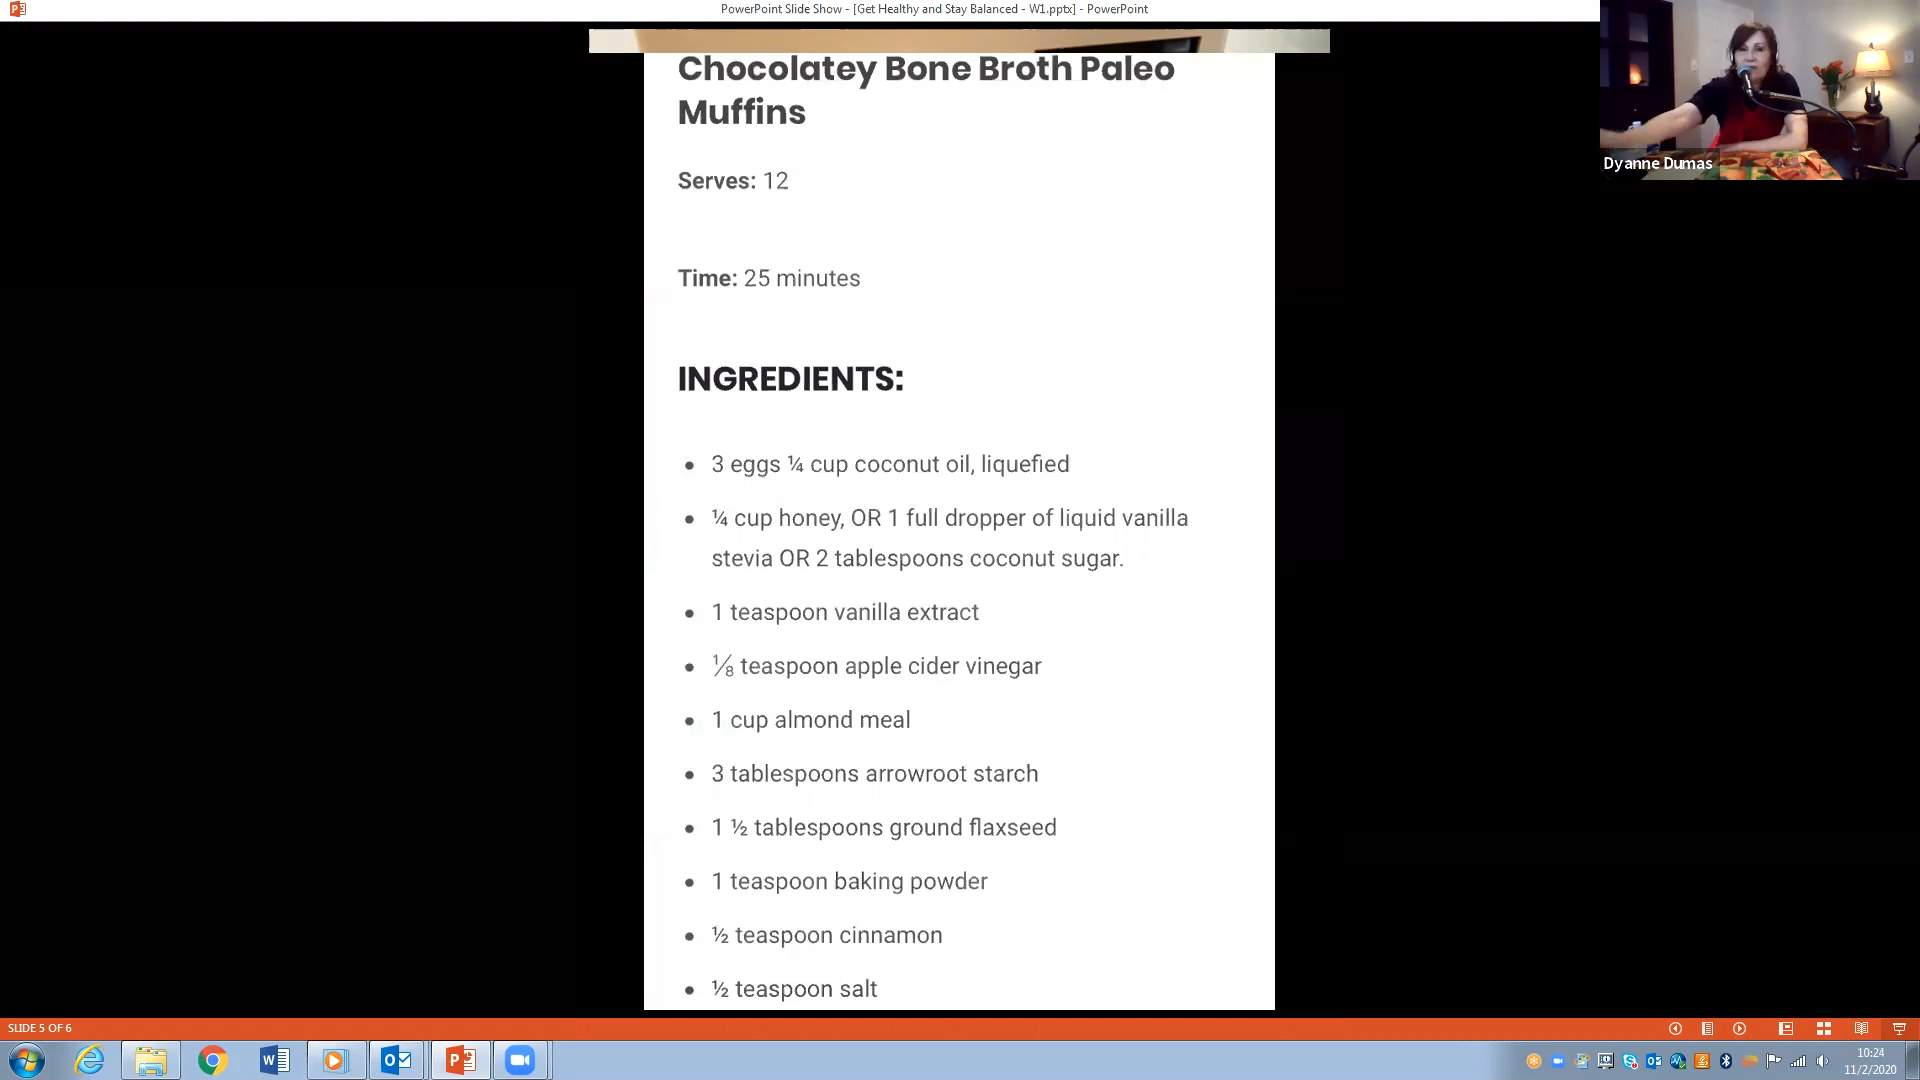 PowerPoint Slide Show - [Get Healthy and Stay Balanced - W1.pptx] - PowerPoint
Dyanne Dumas
Chocolatey Bone Broth Paleo
Muffins
Serves: 12
Time: 25 minutes
INGREDIENTS:
• 3 eggs ¼ cup coconut oil, liquefied
• ¼ cup honey, OR 1 full dropper of liquid vanilla
stevia OR 2 tablespoons coconut sugar.
• 1 teaspoon vanilla extract
• ⅛ teaspoon apple cider vinegar
• 1 cup almond meal
• 3 tablespoons arrowroot starch
• 1 ½ tablespoons ground flaxseed
• 1 teaspoon baking powder
• ½ teaspoon cinnamon
• ½ teaspoon salt
SLIDE 5 OF 6
10:24
11/2/2020